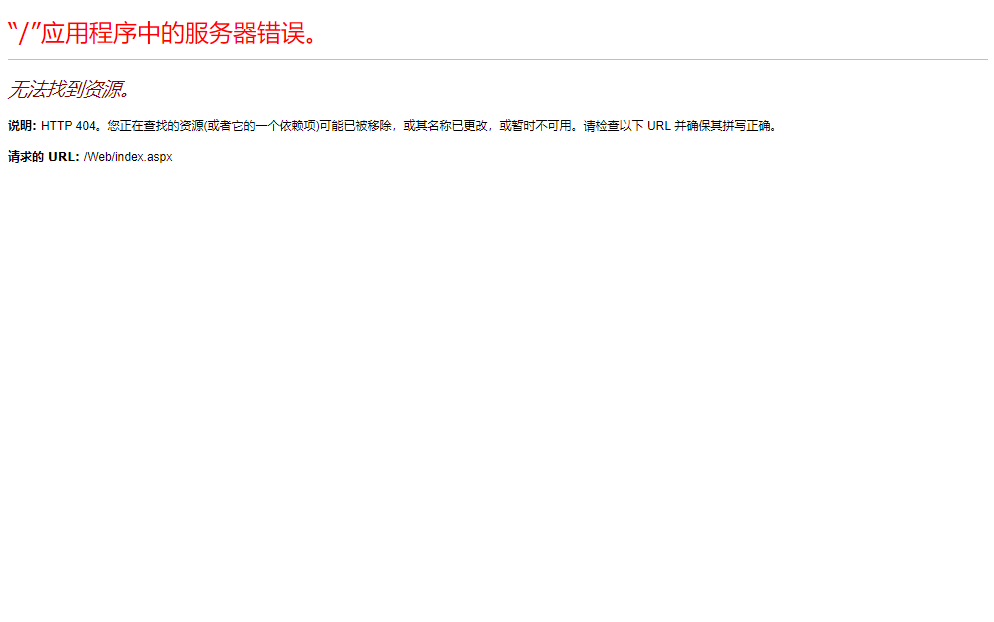 “/”应用程序中的服务器错误。
无法找到资源。
说明: HTTP 404。您正在查找的资源(或者它的一个依赖项)可能已被移除，或其名称已更改，或暂时不可用。请检查以下 URL 并确保其拼写正确。
请求的 URL: /Web/index.aspx